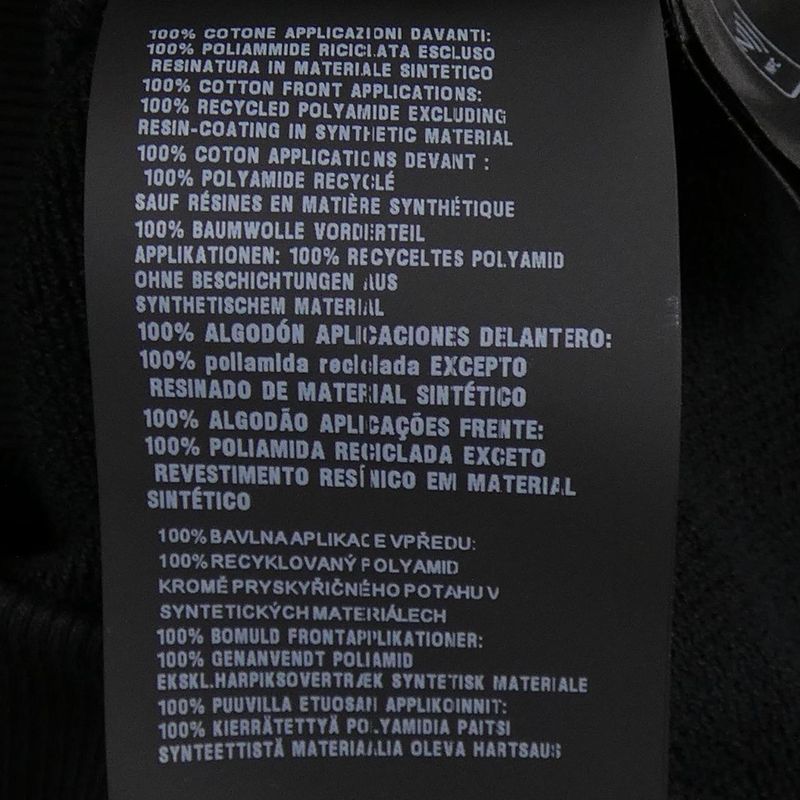 100% COTONE APPLICAZIONI DAVANTI:
100% POLIAMMIDE RICICLATA ESCLUSO
RESINATURA IN MATERIALE SINTETICO
100% COTTON FRONT APPLICATIONS:
100% RECYCLED POLYAMIDE EXCLUDING
RESIN-COATING IN SYNTHETIC MATERIAL
100% COTON APPLICATIONS DEVANT :
100% POLYAMIDE RECYCLÉ
SAUF RÉSINES EN MATIÈRE SYNTHÉTIQUE
100% BAUMWOLLE VORDERTEIL
APPLIKATIONEN: 100% RECYCELTES POLYAMID
OHNE BESCHICHTUNGEN AUS
SYNTHETISCHEM MATERIAL
100% ALGODÓN APLICACIONES DELANTERO:
100% poliamida reciclada EXCEPTO
RESINADO DE MATERIAL SINTÉTICO
100% ALGODÃO APLICAÇÕES FRENTE:
100% POLIAMIDA RECICLADA EXCETO
REVESTIMENTO RESÍNICO EM MATERIAL
SINTÉTICO
100% BAVLNA APLIKACE VPŘEDU:
100% RECYKLOVANÝ POLYAMID
KROMĚ PRYSKYŘIČNÉHO POTAHU V
SYNTETICKÝCH MATERIÁLECH
100% BOMULD FRONTAPPLIKATIONER:
100% GENANVENDT POLIAMID
EKSKL.HARPIKSOVERTRÆK SYNTETISK MATERIALE
100% PUUVILLA ETUOSAN APPLIKOINNIT:
100% KIERRÄTETTYÄ POLYAMIDIA PAITSI
SYNTEETTISTÄ MATERIAALIA OLEVA HARTSAUS